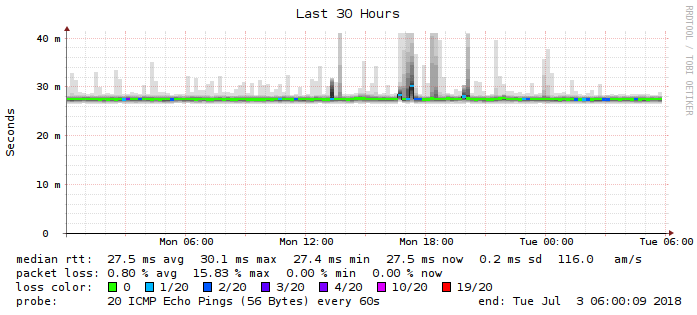 Last 30 Hours
RRDTOOL / TOBI OETIKER
Seconds
40 m
30 m
20 m
10 m
0
Mon 06:00 Mon 12:00 Mon 18:00 Tue 00:00 Tue 06:00
median rtt: 27.5 ms avg 30.1 ms max 27.4 ms min 27.5 ms now 0.2 ms sd 116.0 am/s
packet loss: 0.80 % avg 15.83 % max 0.00 % min 0.00 % now
loss color: 0 1/20 2/20 3/20 4/20 10/20 19/20
probe: 20 ICMP Echo Pings (56 Bytes) every 60s end: Tue Jul 3 06:00:09 2018